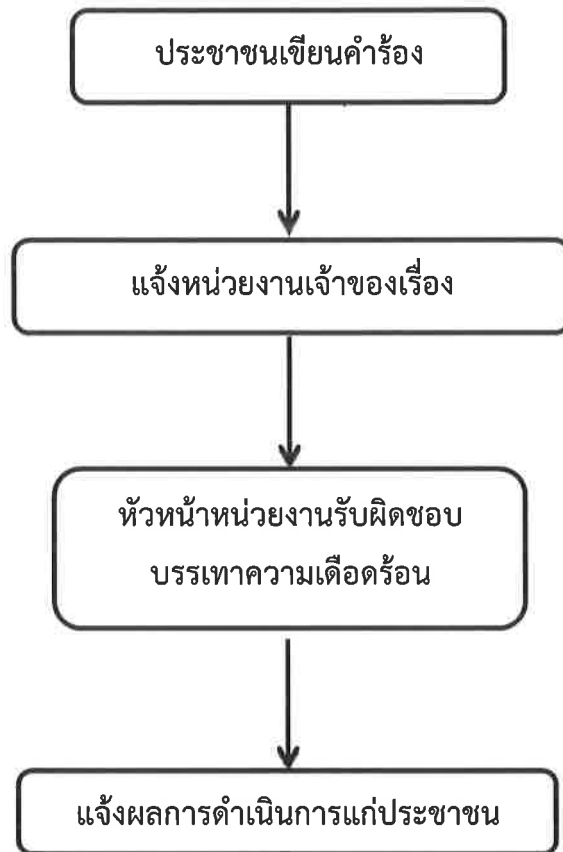 ประชาชนเขียนคำร้อง
แจ้งหน่วยงานเจ้าของเรื่อง
หัวหน้าหน่วยงานรับผิดชอบ
บรรเทาความเดือดร้อน
แจ้งผลการดำเนินการแก่ประชาชน